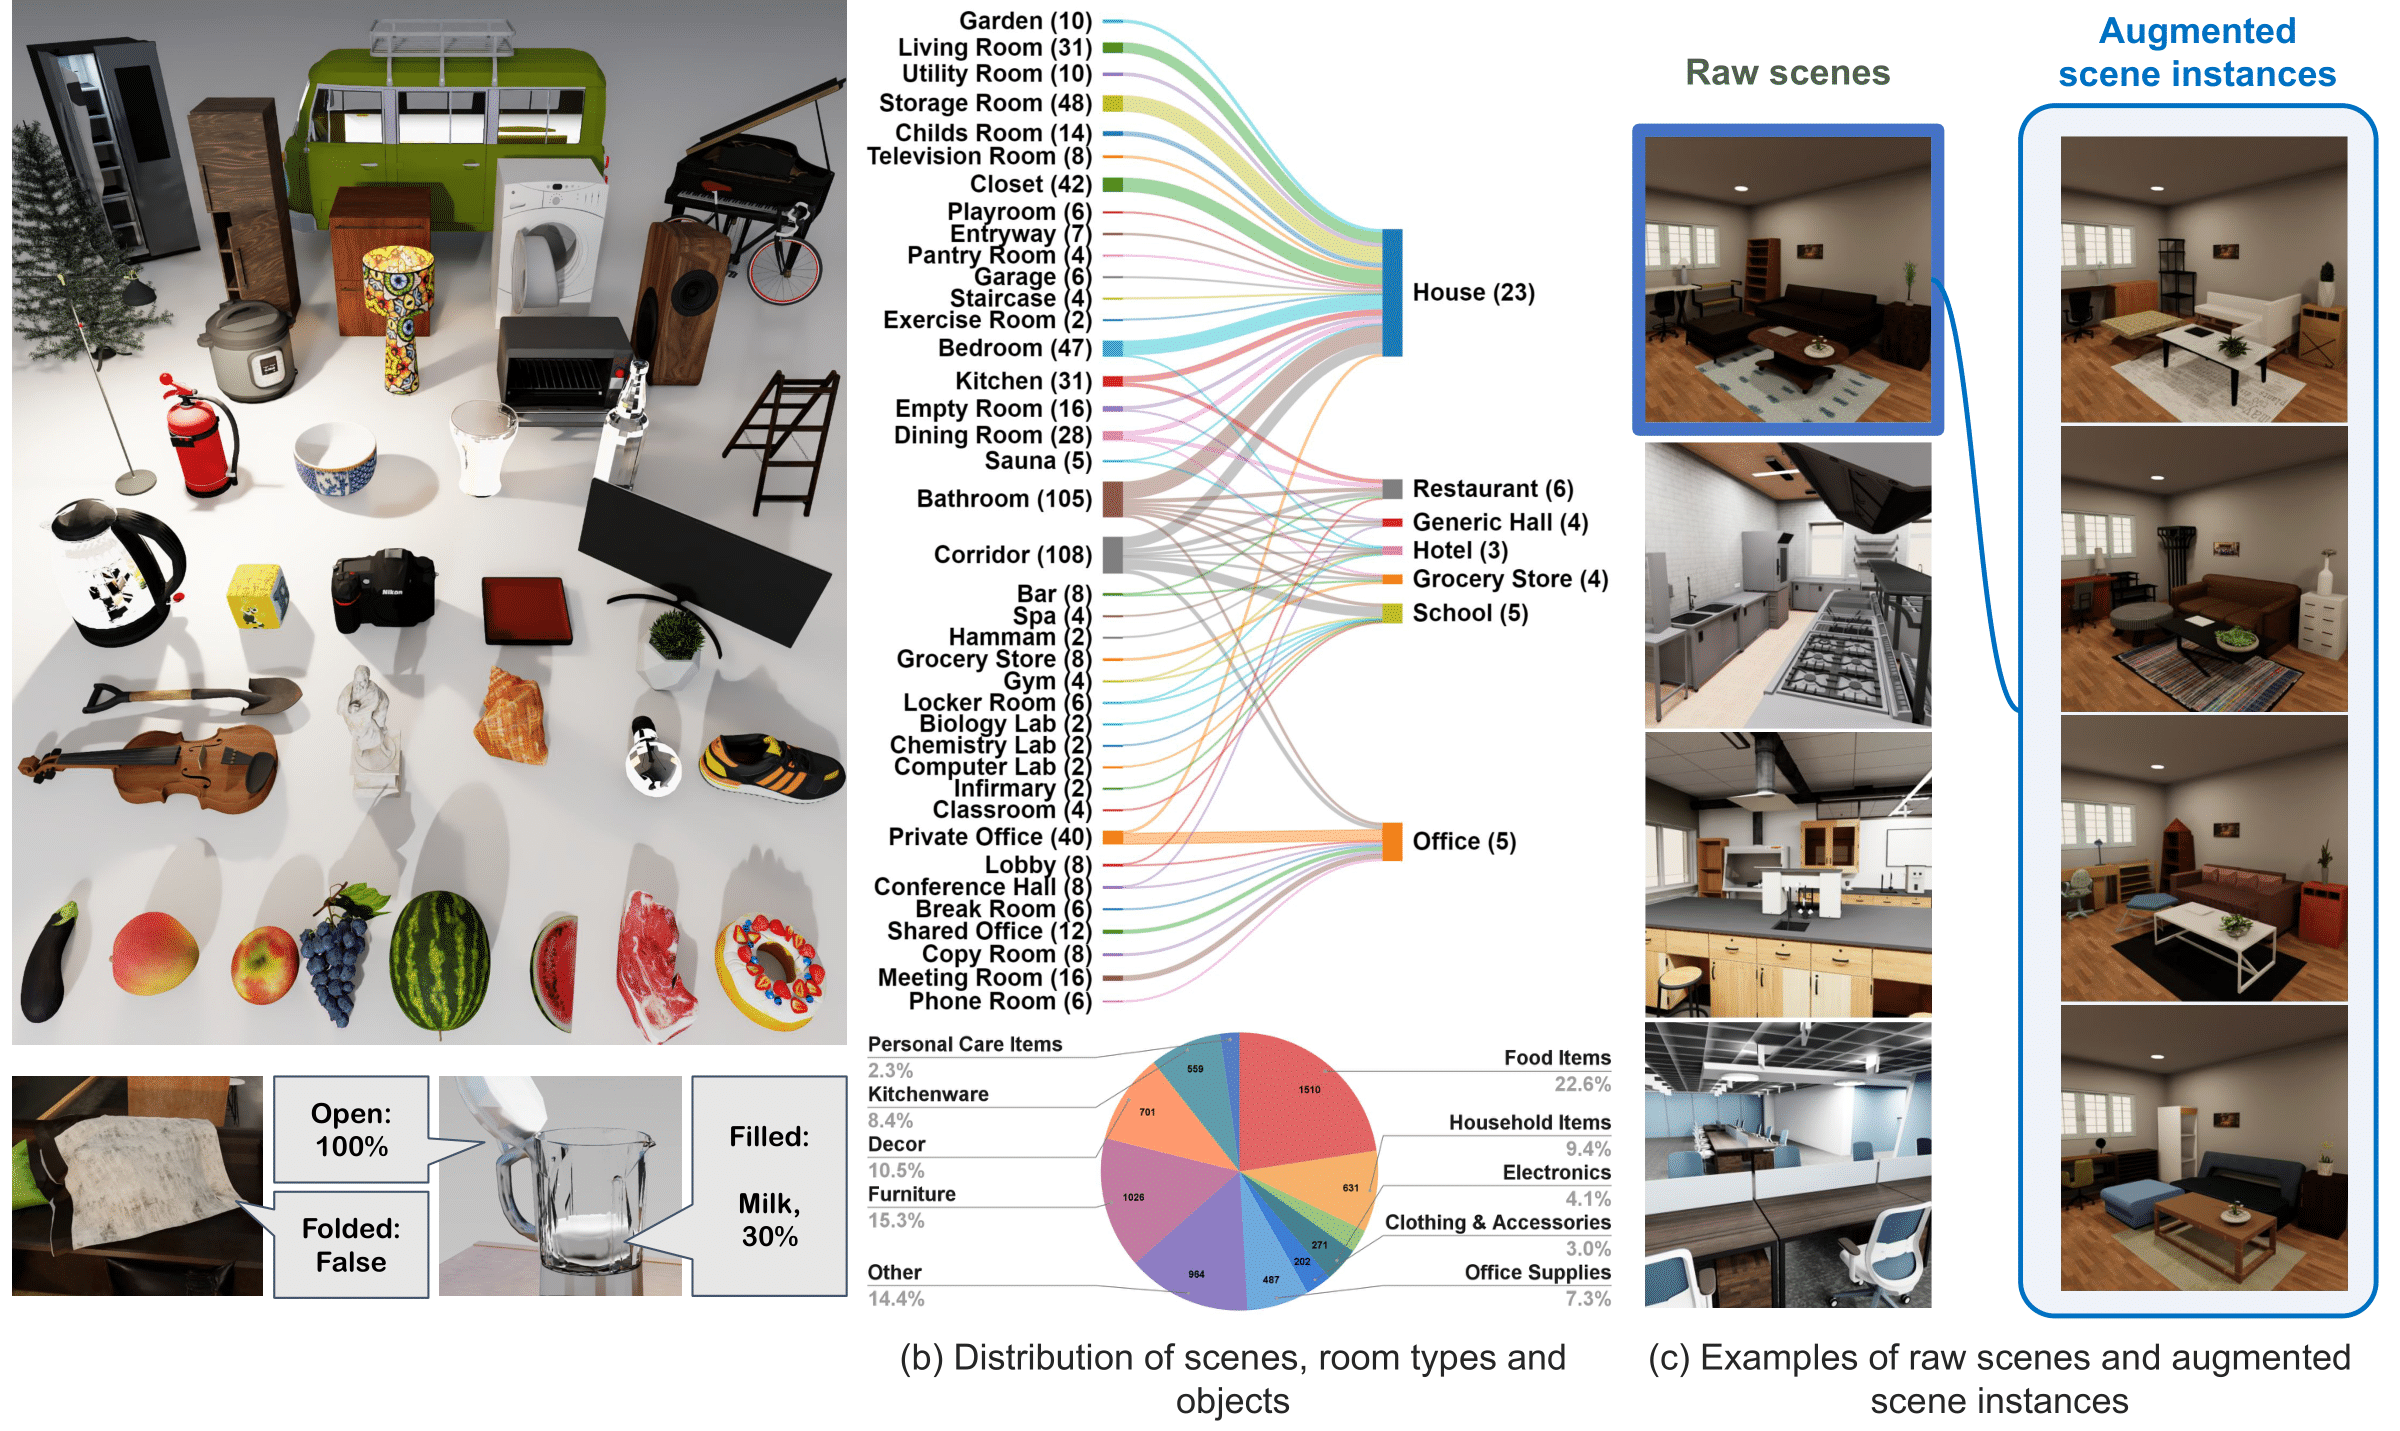 Nikon
Open:
100%
Folded:
False
Filled:
Milk,
30%
Garden (10)
Living Room (31)
Utility Room (10)
Storage Room (48)
Childs Room (14)
Television Room (8)
Closet (42)
Playroom (6)
Entryway (7)
Pantry Room (4)
Garage (6)
Staircase (4)
Exercise Room (2)
Bedroom (47)
Kitchen (31)
Empty Room (16)
Dining Room (28)
Sauna (5)
Bathroom (105)
Corridor (108)
Bar (8)
Spa (4)
Hammam (2)
Grocery Store (8)
Gym (4)
Locker Room (6)
Biology Lab (2)
Chemistry Lab (2)
Computer Lab (2)
Infirmary (2)
Classroom (4)
Private Office (40)
Lobby (8)
Conference Hall (8)
Break Room (6)
Shared Office (12)
Copy Room (8)
Meeting Room (16)
Phone Room (6)
House (23)
Restaurant (6)
Generic Hall (4)
Hotel (3)
Grocery Store (4)
School (5)
Office (5)
Personal Care Items
2.3%
Kitchenware
8.4%
Decor
10.5%
Furniture
15.3%
Other
14.4%
559
701
1026
964
487
202
271
631
1510
Food Items
22.6%
Household Items
9.4%
Electronics
4.1%
Clothing & Accessories
3.0%
Office Supplies
7.3%
(b) Distribution of scenes, room types and
objects
Raw scenes
Augmented
scene instances
(c) Examples of raw scenes and augmented
scene instances